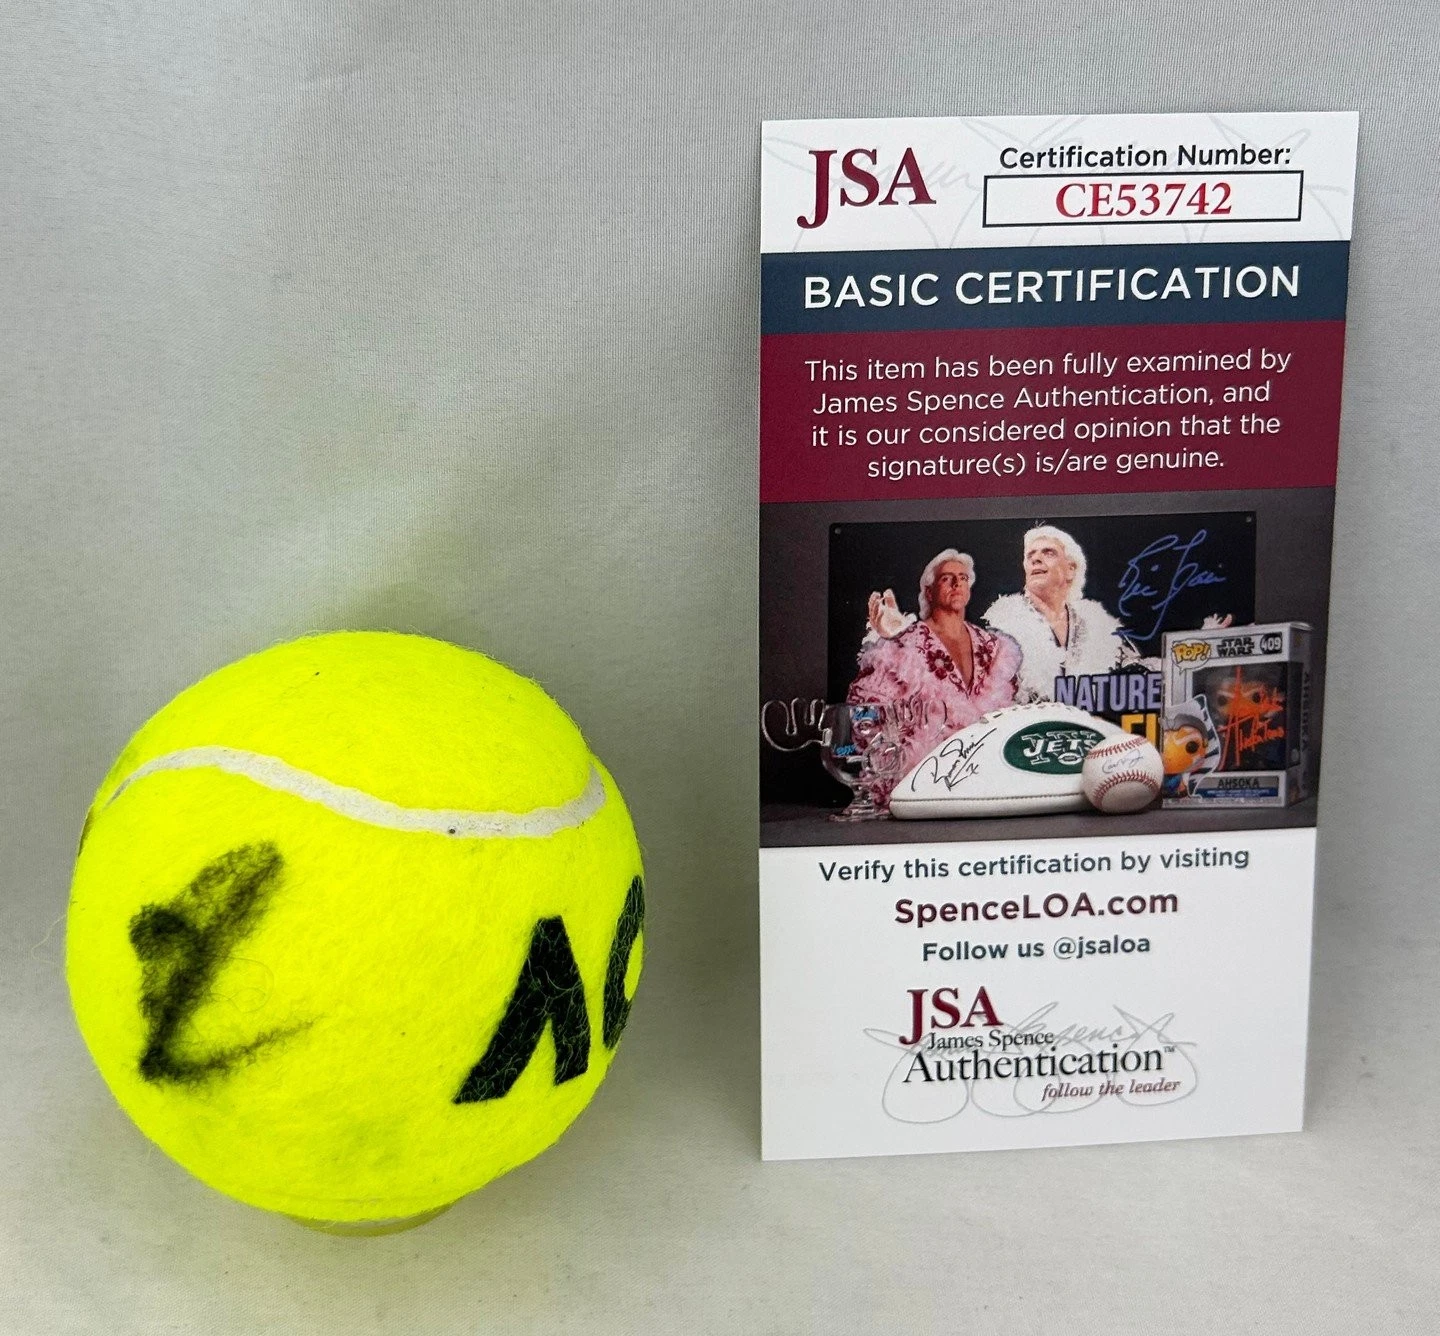 JSA
Certification Number:
CE53742
BASIC CERTIFICATION
This item has been fully examined by
James Spence Authentication, and
it is our considered opinion that the
signature(s) is/are genuine.
NATURE
POP!
STAR
WARS
409
JETS
AHSOKA
Verify this certification by visiting
SpenceLOA.com
Follow us @jsaloa
JSA
James Spence
Authentication™
follow the leader
AO